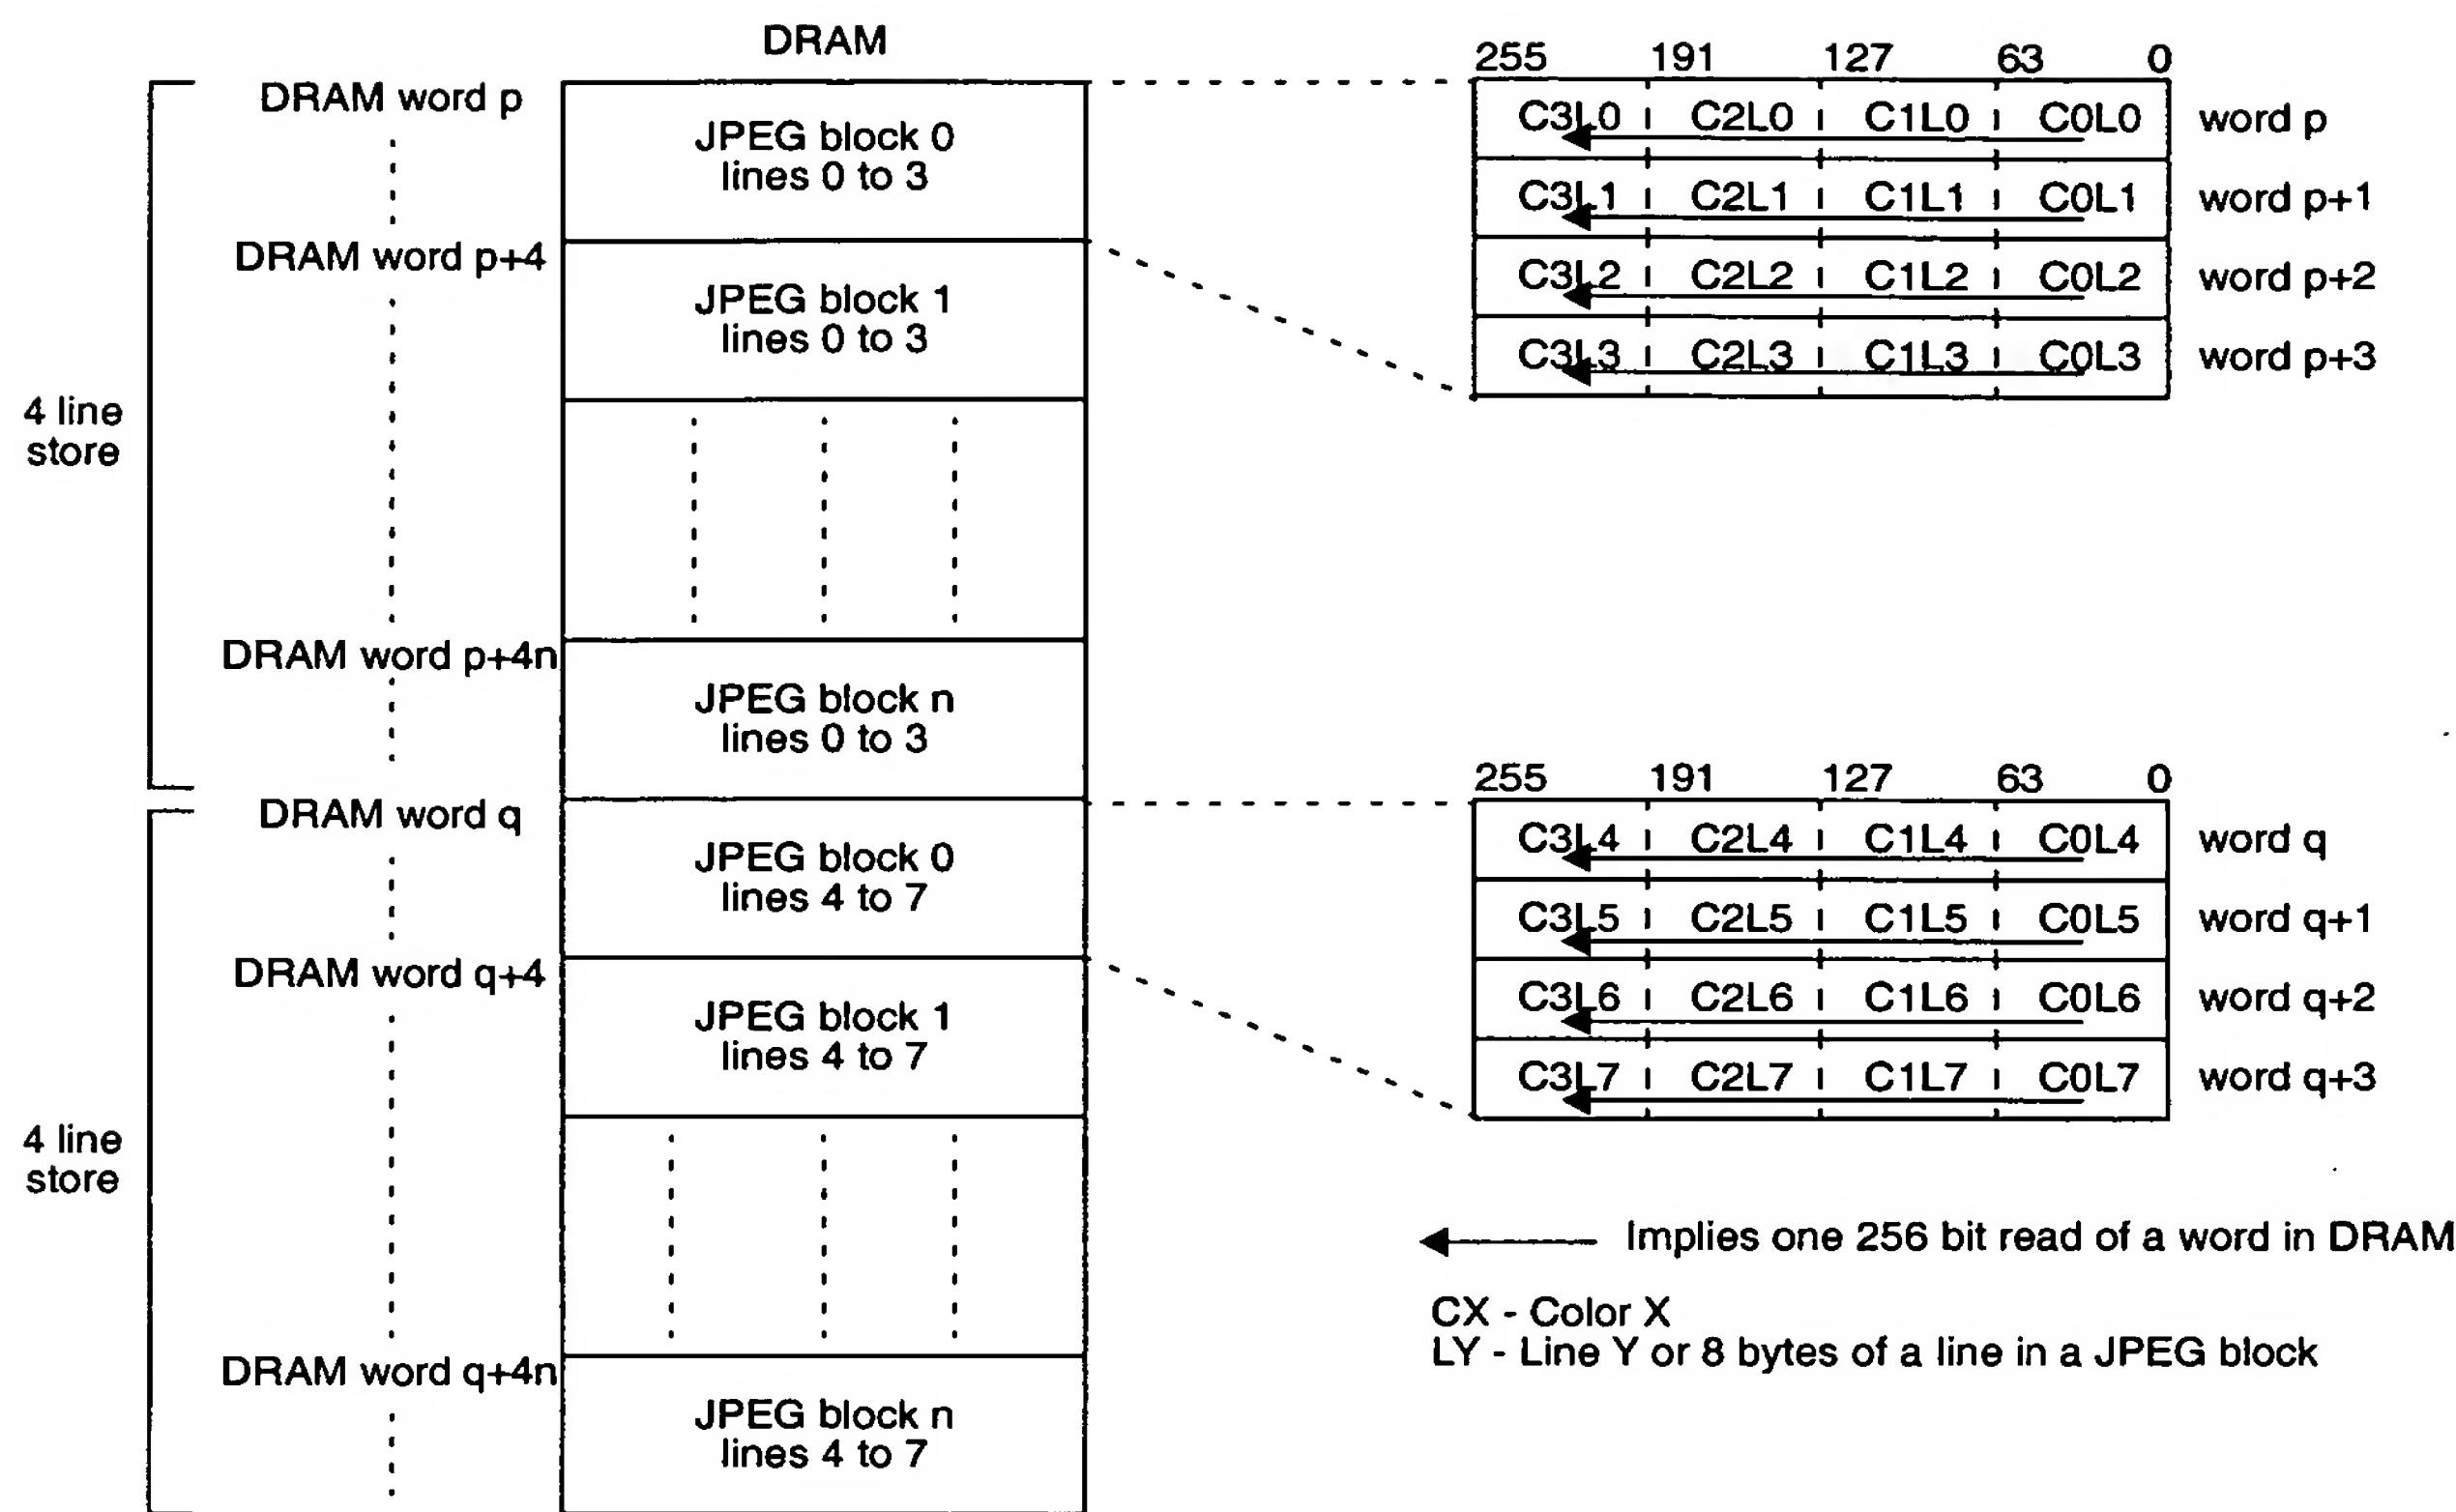 DRAM
DRAM word p
JPEG block 0
lines 0 to 3
DRAM word p+4
JPEG block 1
lines 0 to 3
4 line
store
DRAM word p+4n
JPEG block n
lines 0 to 3
DRAM word q
JPEG block 0
lines 4 to 7
DRAM word q+4
JPEG block 1
lines 4 to 7
4 line
store
DRAM word q+4n
JPEG block n
lines 4 to 7
255 191 127 63 0
C3L0 C2L0 C1L0 C0L0 word p
C3L1 C2L1 C1L1 C0L1 word p+1
C3L2 C2L2 C1L2 C0L2 word p+2
C3L3 C2L3 C1L3 C0L3 word p+3
255 191 127 63 0
C3L4 C2L4 C1L4 C0L4 word q
C3L5 C2L5 C1L5 C0L5 word q+1
C3L6 C2L6 C1L6 C0L6 word q+2
C3L7 C2L7 C1L7 C0L7 word q+3
Implies one 256 bit read of a word in DRAM
CX - Color X
LY - Line Y or 8 bytes of a line in a JPEG block